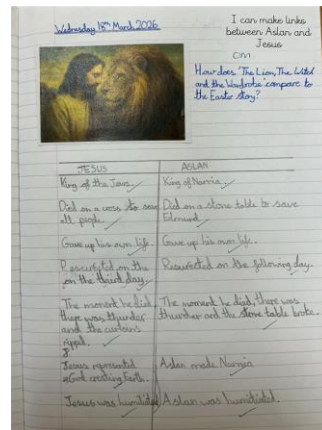 Wednesday 18th March 2026
I can make links
between Aslan and
Jesus
How does 'The Lion, The Witch
and the Wardrobe' compare to
the Easter story?
JESUS ASLAN
King of the Jews. King of Narnia.
Died on a cross to save Died on a stone table to save
all people. Edmund.
Gave up his own life. Gave up his own life.
Resurected on the Resurected on the following day.
on the third day.
The moment he died, The moment he died, there was
there was thunder thunder and the stone table broke.
and the curtains
ripped.
Jesus represented Aslan made Narnia
God creating Earth.
Jesus was Aslan was